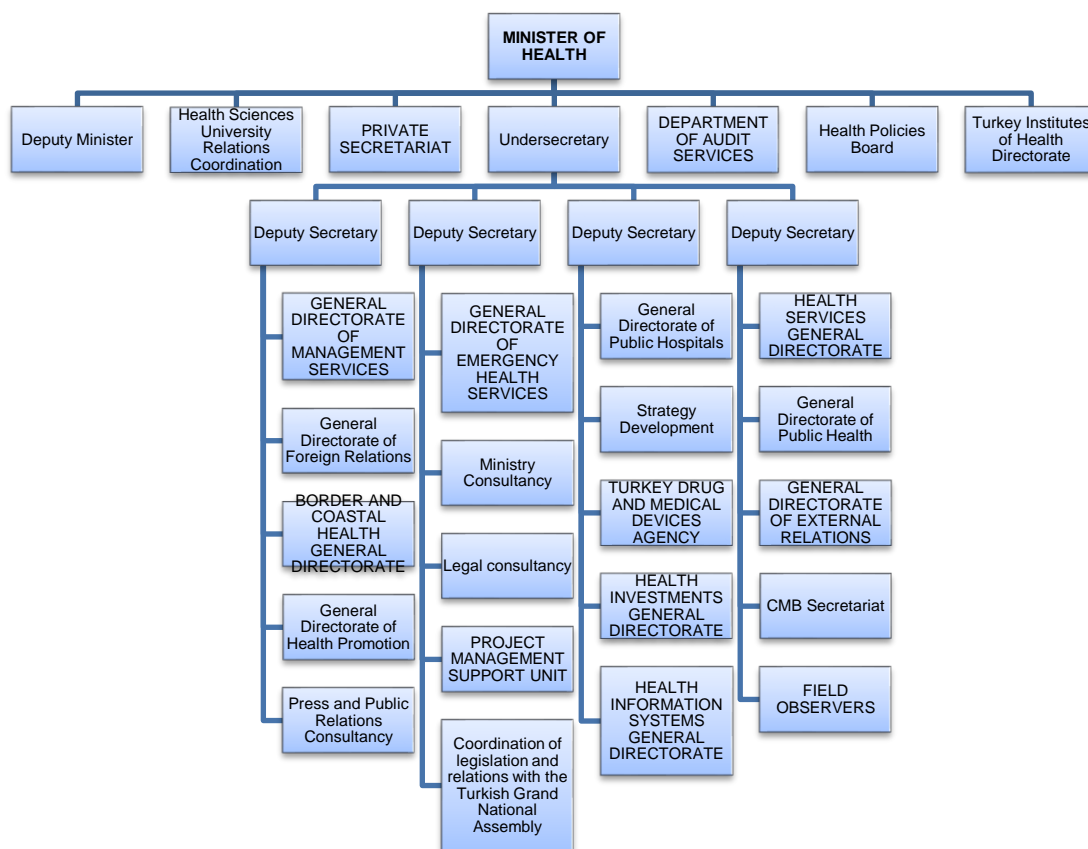 MINISTER OF
HEALTH
Deputy Minister
Health Sciences
University
Relations
Coordination
PRIVATE
SECRETARIAT
Undersecretary
DEPARTMENT
OF AUDIT
SERVICES
Health Policies
Board
Turkey Institutes
of Health
Directorate
Deputy Secretary
Deputy Secretary
Deputy Secretary
Deputy Secretary
GENERAL
DIRECTORATE
OF
MANAGEMENT
SERVICES
General
Directorate of
Foreign Relations
BORDER AND
COASTAL
HEALTH
GENERAL
DIRECTORATE
General
Directorate of
Health Promotion
Press and Public
Relations
Consultancy
GENERAL
DIRECTORATE
OF
EMERGENCY
HEALTH
SERVICES
Ministry
Consultancy
Legal consultancy
PROJECT
MANAGEMENT
SUPPORT UNIT
Coordination of
legislation and
relations with the
Turkish Grand
National
Assembly
General
Directorate of
Public Hospitals
Strategy
Development
TURKEY DRUG
AND MEDICAL
DEVICES
AGENCY
HEALTH
INVESTMENTS
GENERAL
DIRECTORATE
HEALTH
INFORMATION
SYSTEMS
GENERAL
DIRECTORATE
HEALTH
SERVICES
GENERAL
DIRECTORATE
General
Directorate of
Public Health
GENERAL
DIRECTORATE
OF EXTERNAL
RELATIONS
CMB Secretariat
FIELD
OBSERVERS